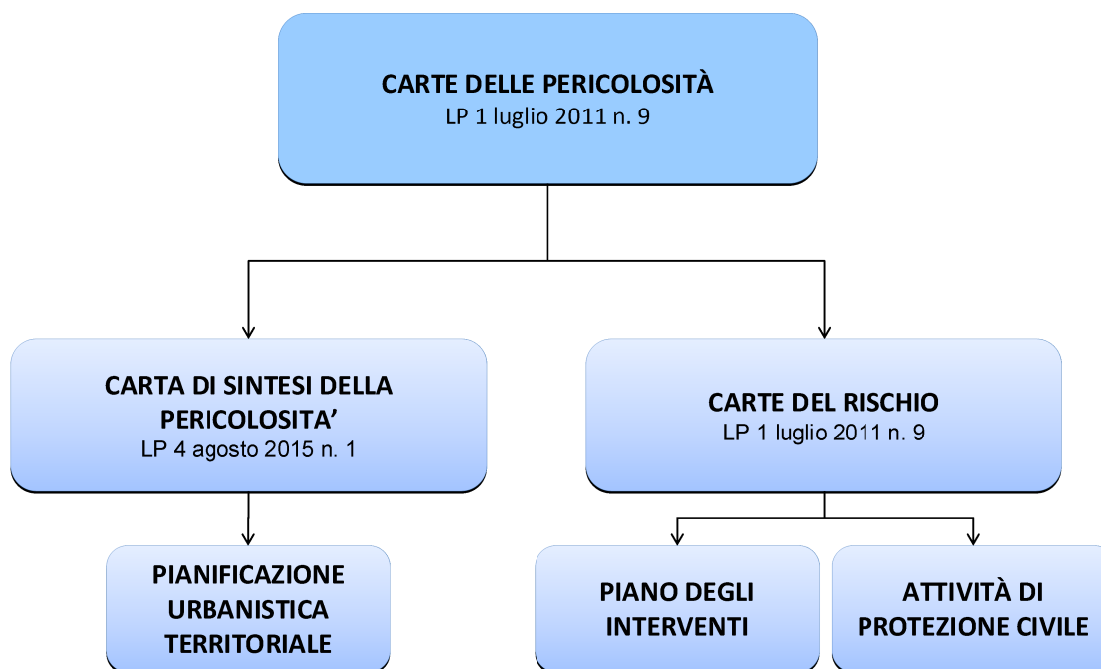 CARTE DELLE PERICOLOSITÀ
LP 1 luglio 2011 n. 9
CARTA DI SINTESI DELLA
PERICOLOSITA’
LP 4 agosto 2015 n. 1
CARTE DEL RISCHIO
LP 1 luglio 2011 n. 9
PIANIFICAZIONE
URBANISTICA
TERRITORIALE
PIANO DEGLI
INTERVENTI
ATTIVITÀ DI
PROTEZIONE CIVILE